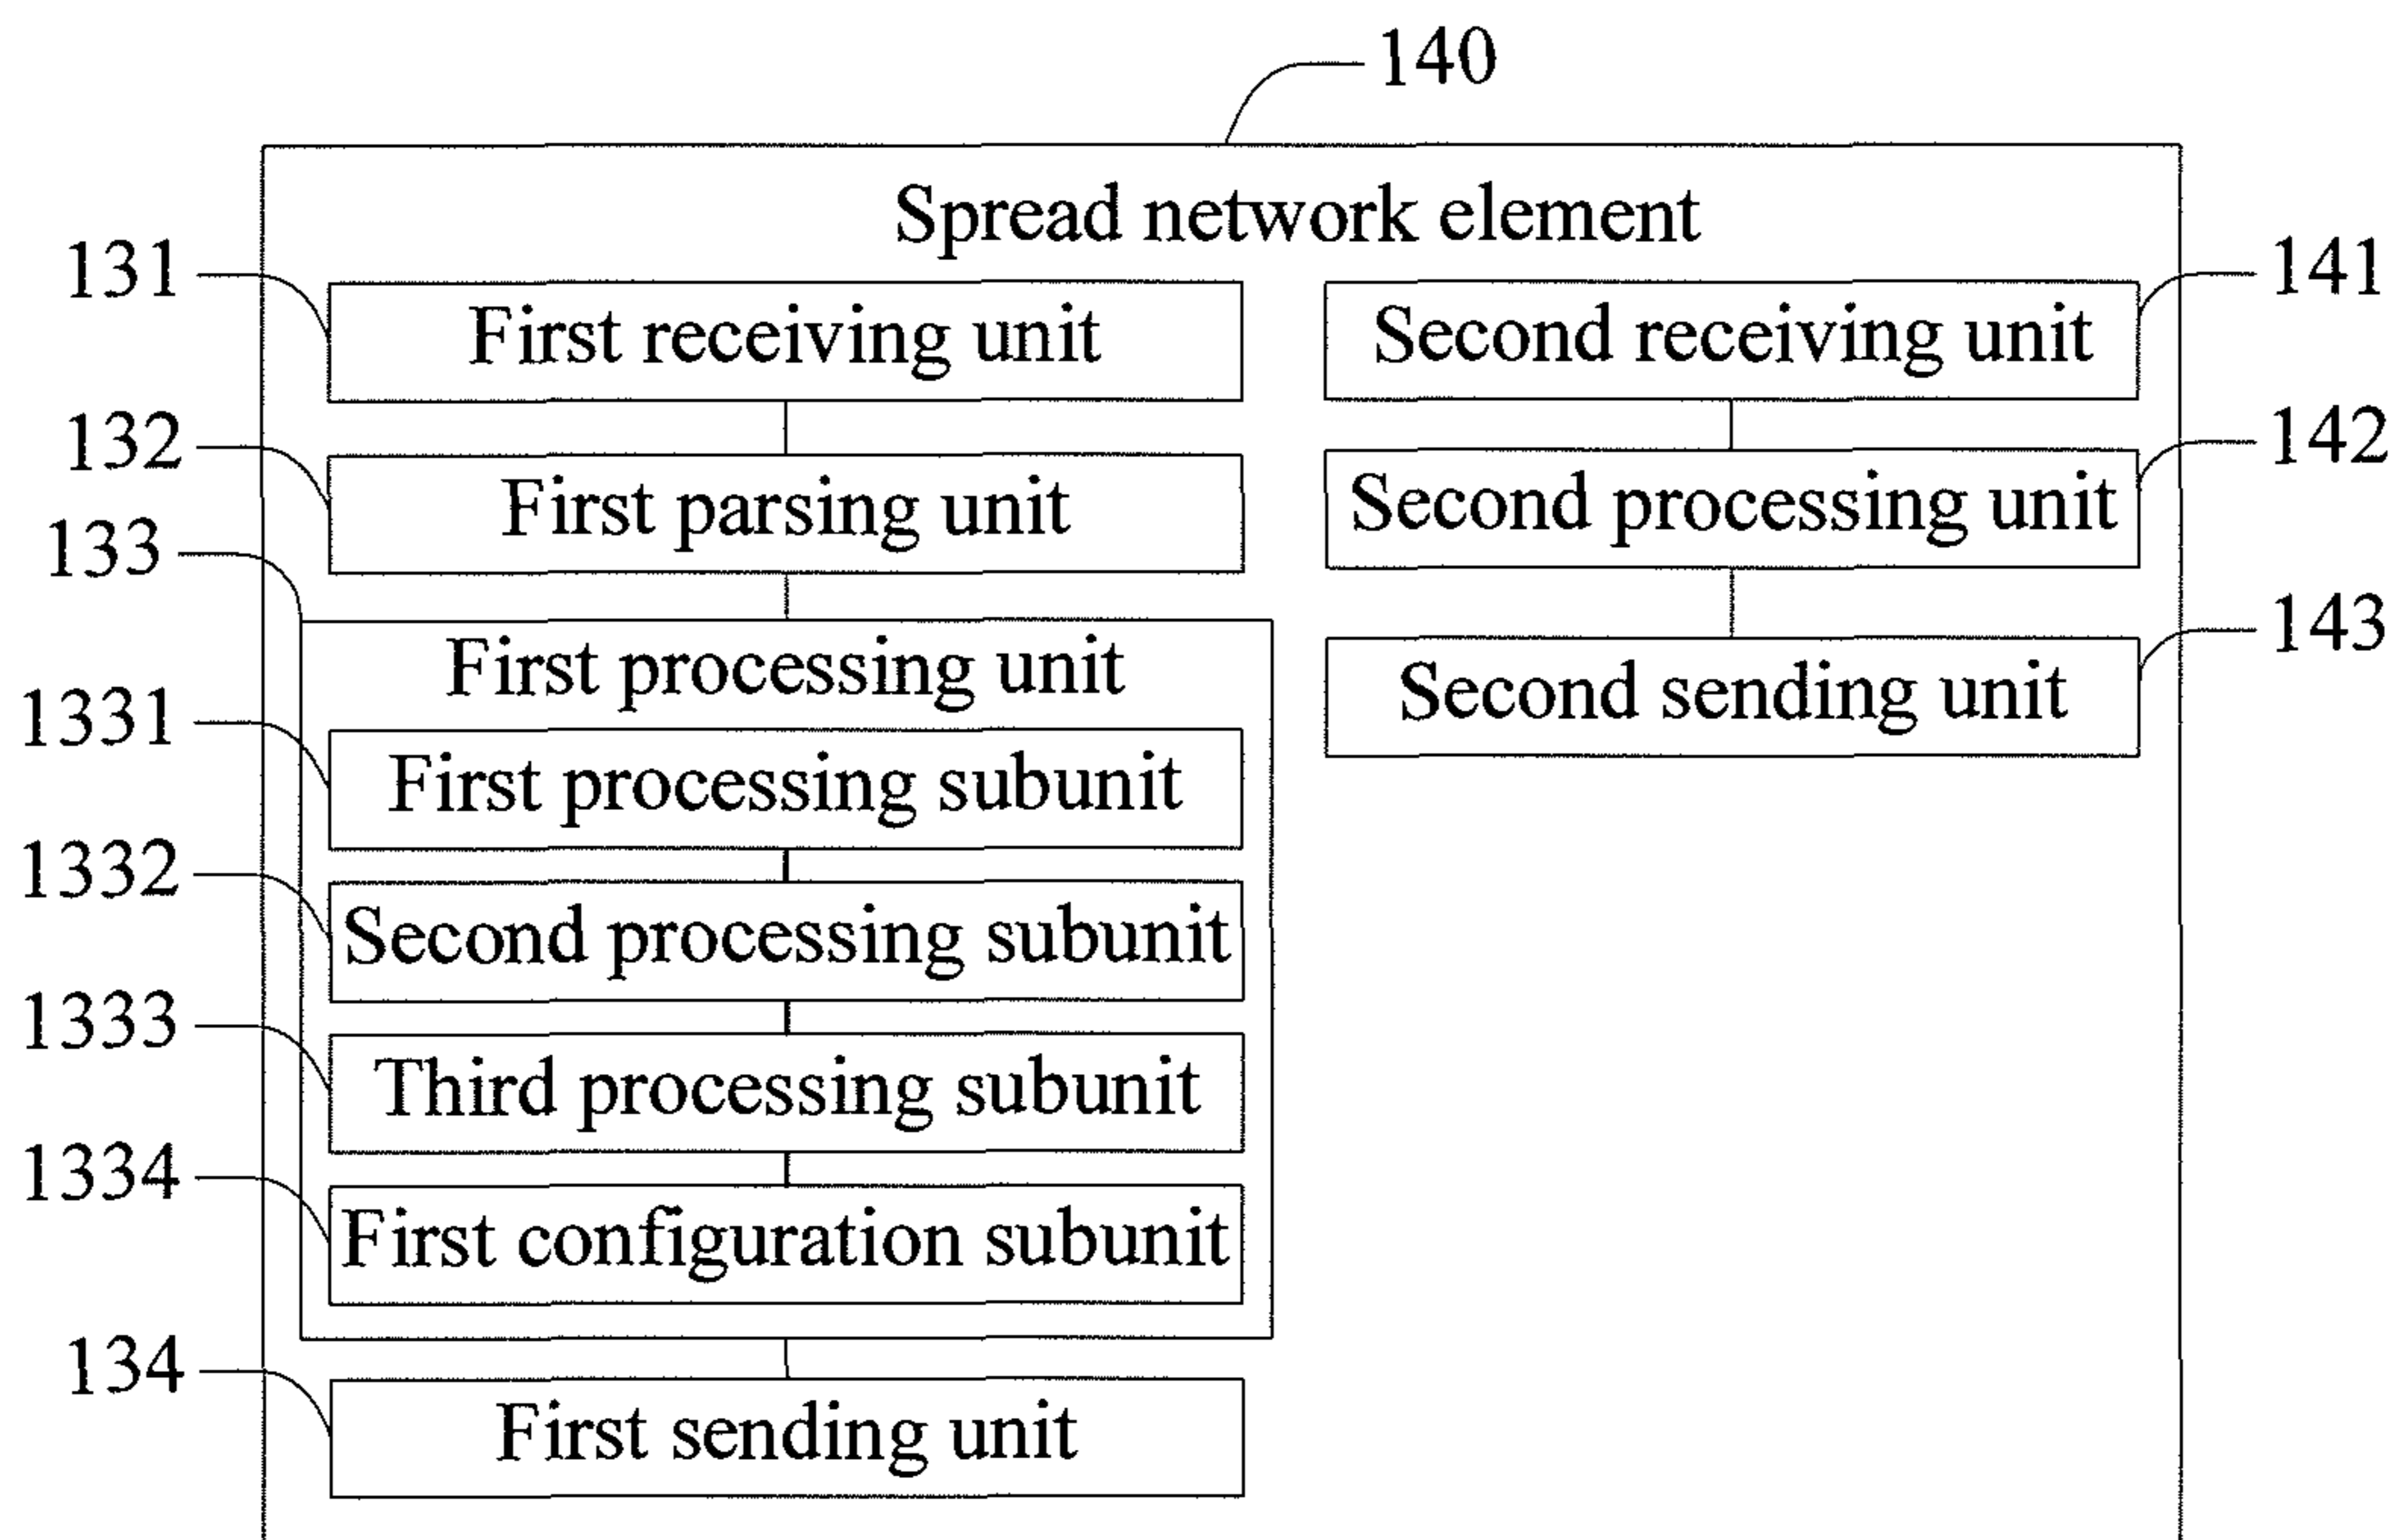 140
Spread network element
131
First receiving unit
Second receiving unit
141
132
First parsing unit
Second processing unit
142
133
First processing unit
Second sending unit
143
1331
First processing subunit
1332
Second processing subunit
1333
Third processing subunit
1334
First configuration subunit
134
First sending unit